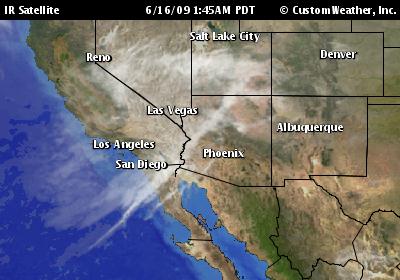 IR Satellite 6/16/09 1:45AM PDT © CustomWeather, Inc.
Salt Lake City
Reno
Denver
Las Vegas
Albuquerque
Los Angeles
Phoenix
San Diego